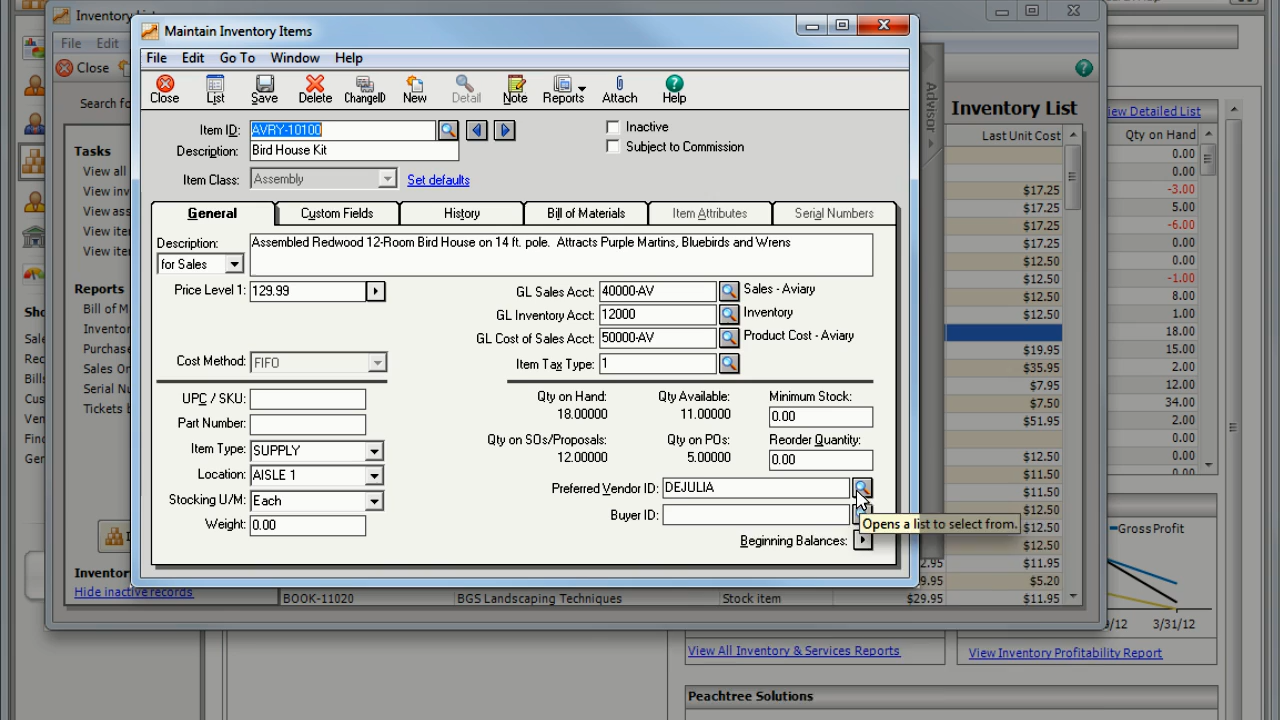 Inventory Lis
Maintain Inventory Items
File Edit
Close
File Edit Go To Window Help
Close List Save Delete ChangeID New Detail Note Reports Attach Help
Search fo
Item ID: AVRY-10100
Description: Bird House Kit
Item Class: Assembly Set defaults
Inactive
Subject to Commission
Advisor
Inventory List
View Detailed List
Last Unit Cost
Qty on Hand
Tasks
View all
View inv
View ass
View ite
View ite
Reports
Bill of M
Inventor
Purchase
Sales Or
Serial Nu
Tickets b
Inventor
Hide inactive records
General Custom Fields History Bill of Materials Item Attributes Serial Numbers
Description: for Sales
Assembled Redwood 12-Room Bird House on 14 ft. pole. Attracts Purple Martins, Bluebirds and Wrens
Price Level 1: 129.99
GL Sales Acct: 40000-AV Sales - Aviary
GL Inventory Acct: 12000 Inventory
GL Cost of Sales Acct: 50000-AV Product Cost - Aviary
Cost Method: FIFO
Item Tax Type: 1
UPC / SKU:
Part Number:
Item Type: SUPPLY
Location: AISLE 1
Stocking U/M: Each
Weight: 0.00
Qty on Hand: Qty Available: Minimum Stock:
18.00000 11.00000 0.00
Qty on SOs/Proposals: Qty on POs: Reorder Quantity:
12.00000 5.00000 0.00
Preferred Vendor ID: DEJULIA
Buyer ID:
Opens a list to select from.
Beginning Balances:
$17.25
$17.25
$17.25
$12.50
$12.50
$12.50
$12.50
$19.95
$35.95
$7.95
$7.50
$51.95
$12.50
$11.50
$11.50
$12.50
$12.50
$12.50
2.95 $11.95
9.95 $5.20
BOOK-11020 BGS Landscaping Techniques Stock item $29.95 $11.95
0.00
0.00
-3.00
5.00
-6.00
0.00
0.00
-1.00
8.00
1.00
18.00
15.00
2.00
12.00
34.00
2.00
0.00
0.00
0.00
Gross Profit
9/12 3/31/12
View All Inventory & Services Reports
View Inventory Profitability Report
Peachtree Solutions